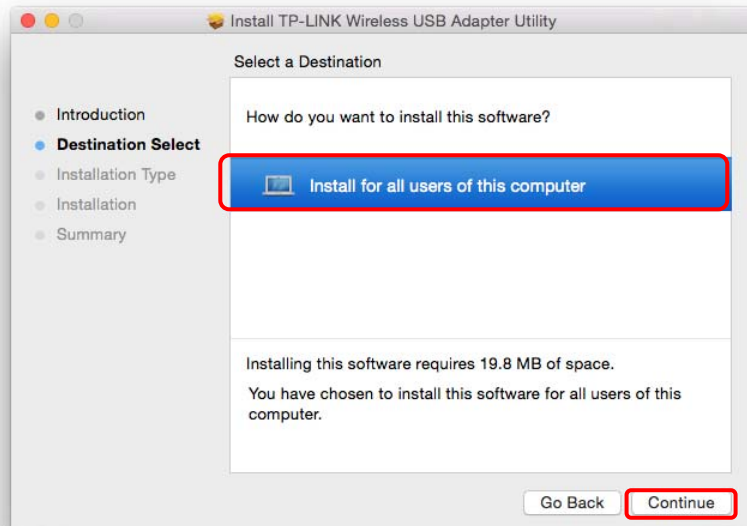 Install TP-LINK Wireless USB Adapter Utility
Select a Destination
Introduction
Destination Select
Installation Type
Installation
Summary
How do you want to install this software?
Install for all users of this computer
Installing this software requires 19.8 MB of space.
You have chosen to install this software for all users of this
computer.
Go Back
Continue